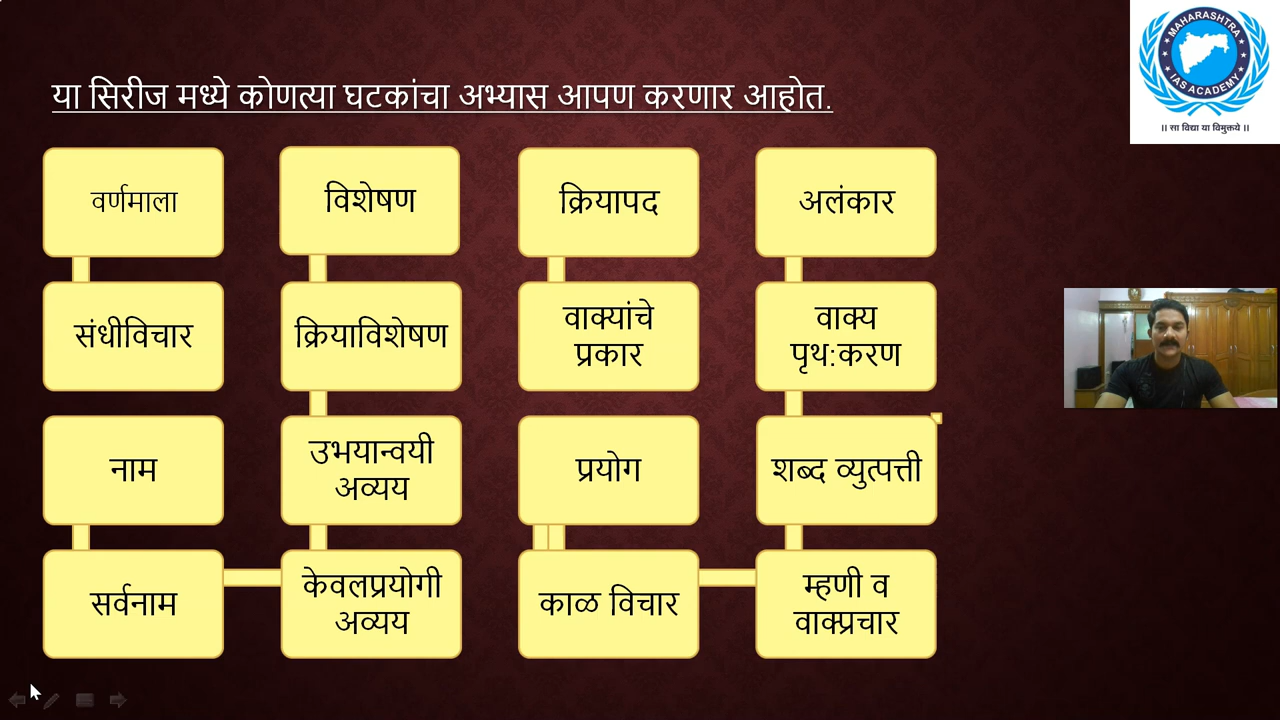 या सिरीज मध्ये कोणत्या घटकांचा अभ्यास आपण करणार आहोत.
वर्णमाला
संधीविचार
नाम
सर्वनाम
विशेषण
क्रियाविशेषण
उभयान्वयी
अव्यय
केवलप्रयोगी
अव्यय
क्रियापद
वाक्यांचे
प्रकार
प्रयोग
काळ विचार
अलंकार
वाक्य
पृथ:करण
शब्द व्युत्पत्ती
म्हणी व
वाक्प्रचार
MAHARASHTRA
IAS ACADEMY
।। सा विद्या या विमुक्तये ।।